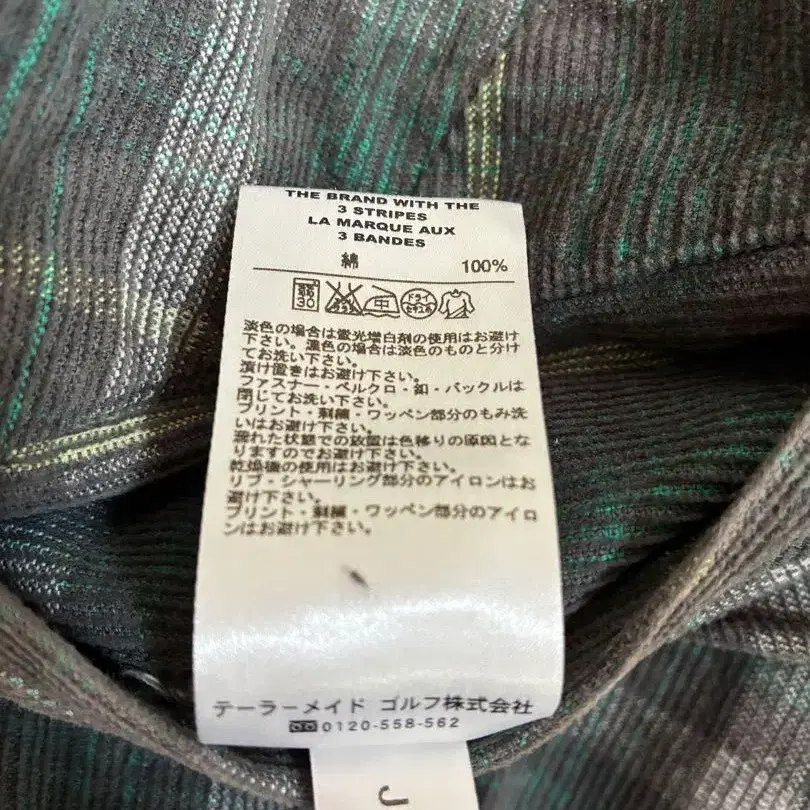 THE BRAND WITH THE
3 STRIPES
LA MARQUE AUX
3 BANDES
綿 100%
30 中 ドライ
淡色の場合は蛍光増白剤の使用はお避け
下さい。濃色の場合は淡色のものと分け
てお洗い下さい。
漬け置きはお避け下さい。
ファスナー・ベルクロ・釦・バックルは
閉じてお洗い下さい。
プリント・刺繍・ワッペン部分のもみ洗
いはお避け下さい。
濡れた状態での放置は色移りの原因とな
りますのでお避け下さい。
乾燥機の使用はお避け下さい。
リブ・シャーリング部分のアイロンはお
避け下さい。
プリント・刺繍・ワッペン部分のアイロ
ンはお避け下さい。
テーラーメイド ゴルフ株式会社
0120-558-562
J